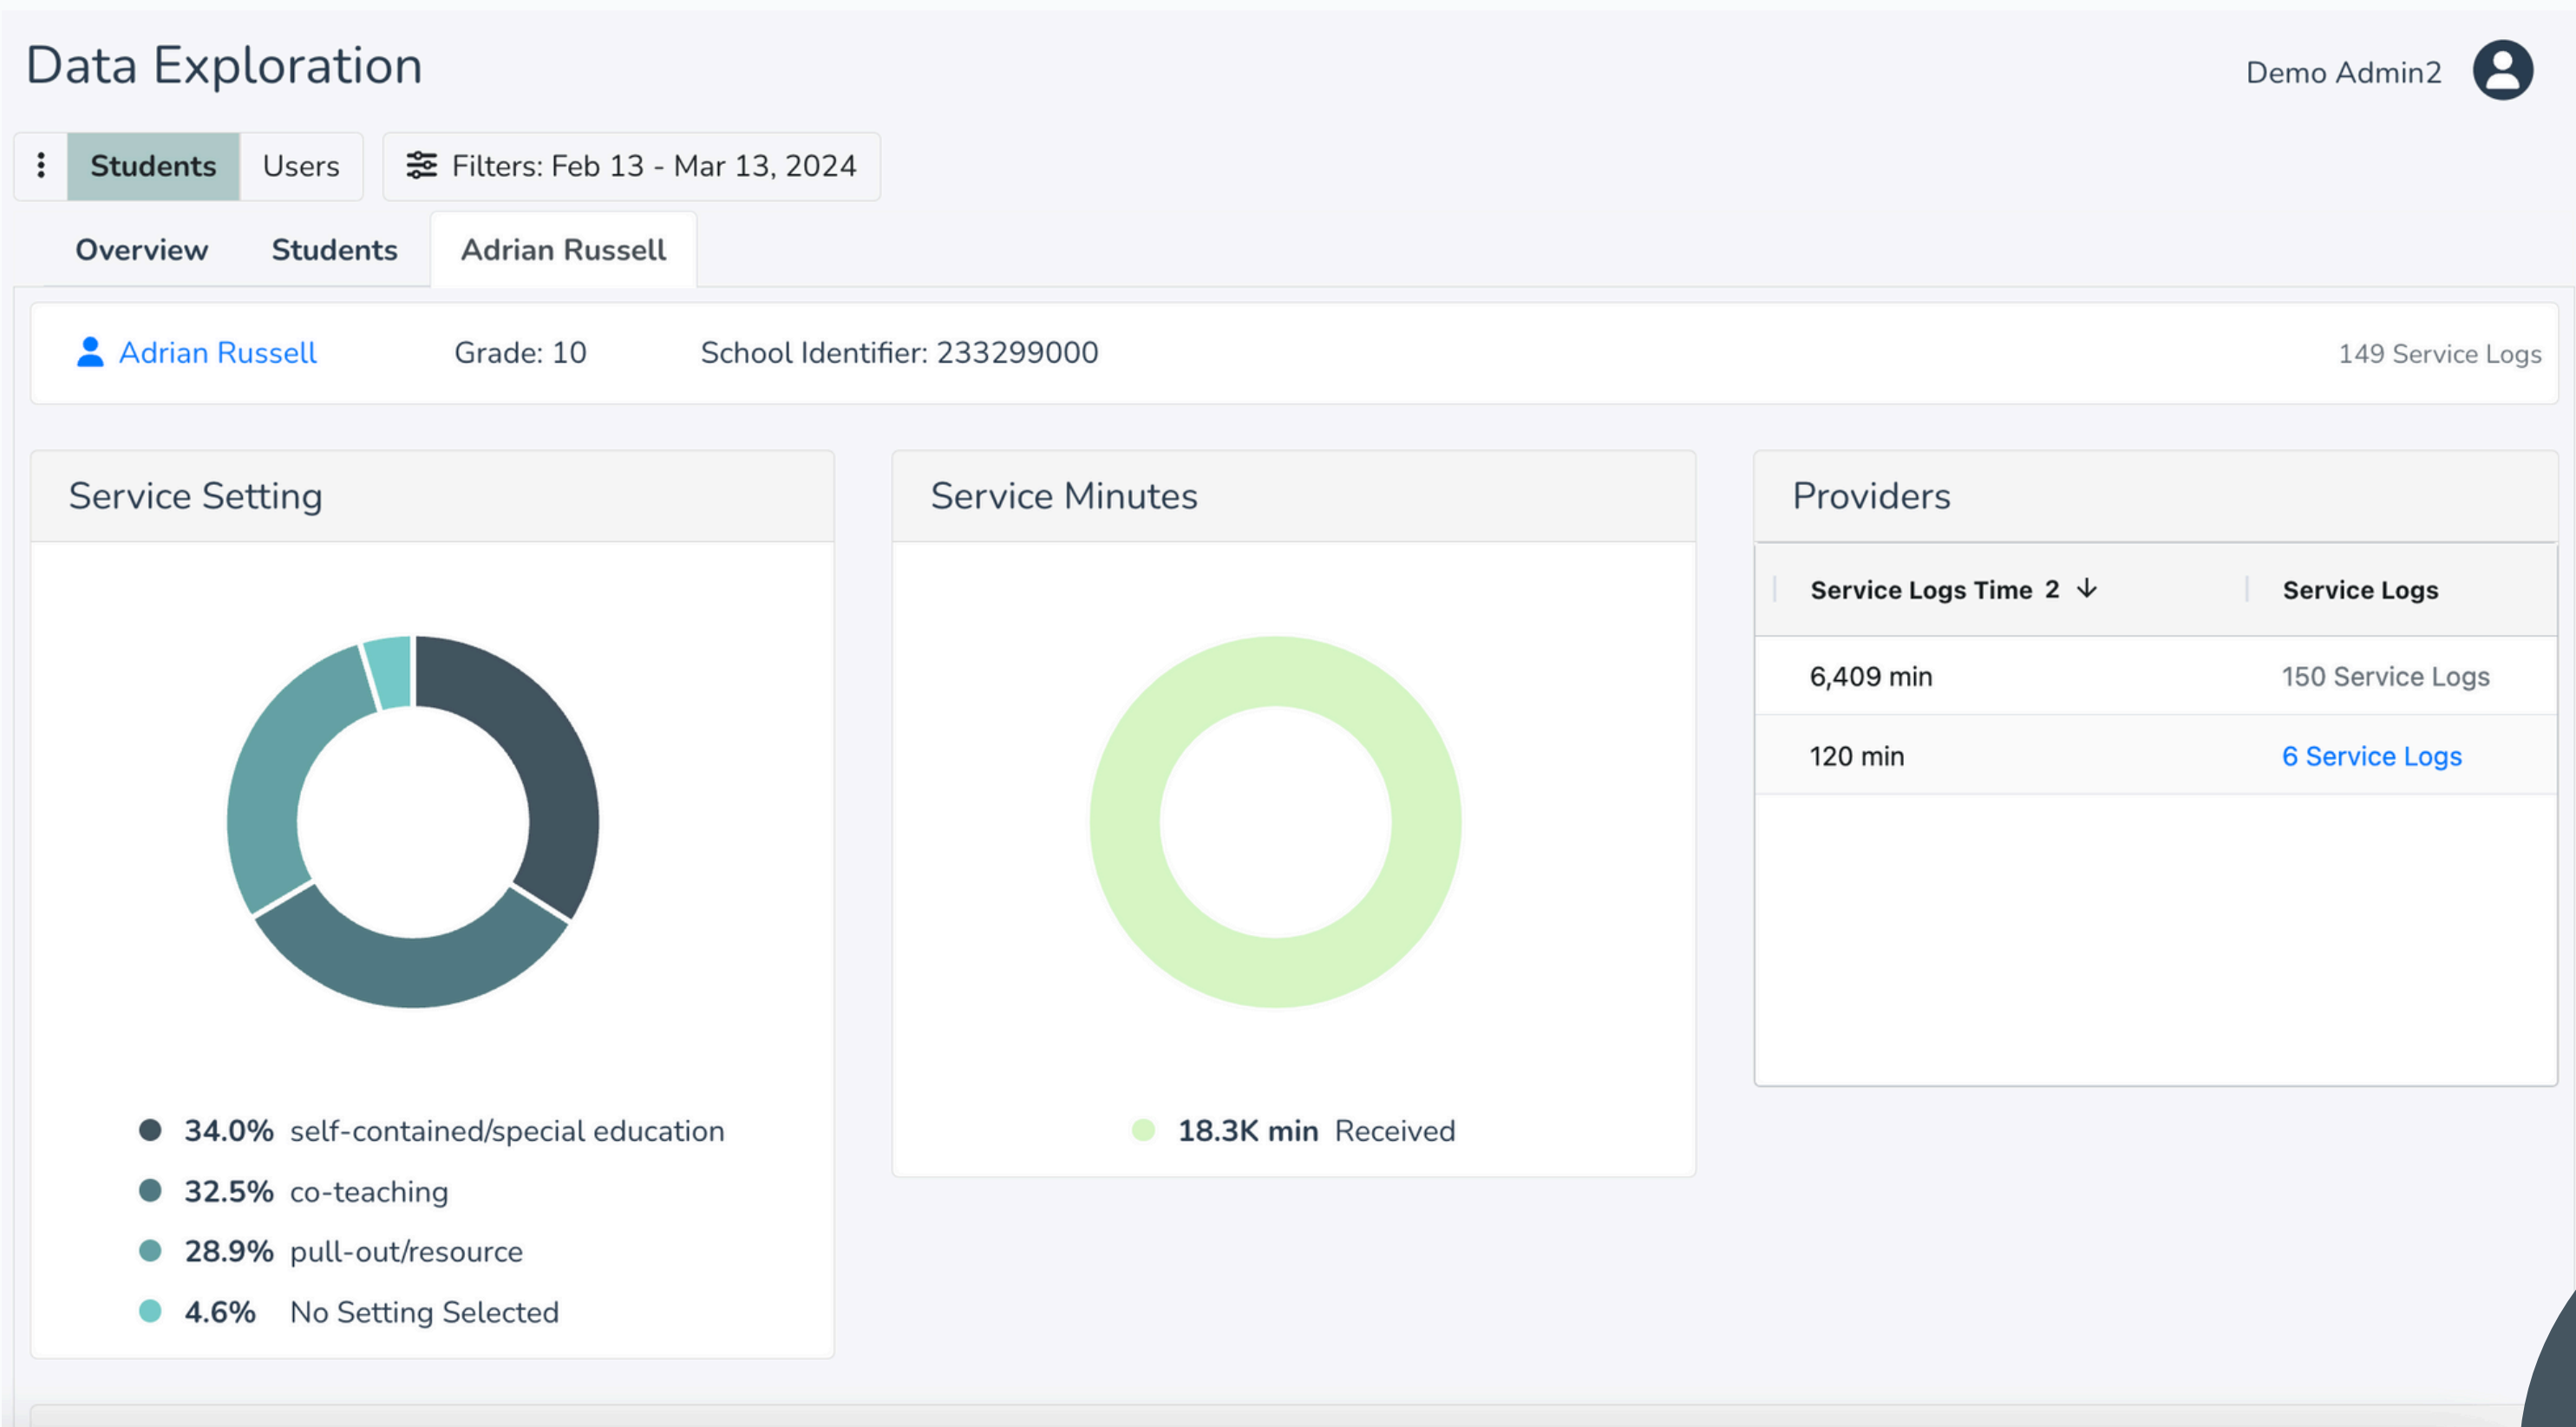 Data Exploration
Demo Admin2
Students
Users
Filters: Feb 13 - Mar 13, 2024
Overview
Students
Adrian Russell
Adrian Russell
Grade: 10
School Identifier: 233299000
149 Service Logs
Service Setting
34.0% self-contained/special education
32.5% co-teaching
28.9% pull-out/resource
4.6% No Setting Selected
Service Minutes
18.3K min Received
Providers
Service Logs Time 2 ↓
Service Logs
6,409 min
150 Service Logs
120 min
6 Service Logs